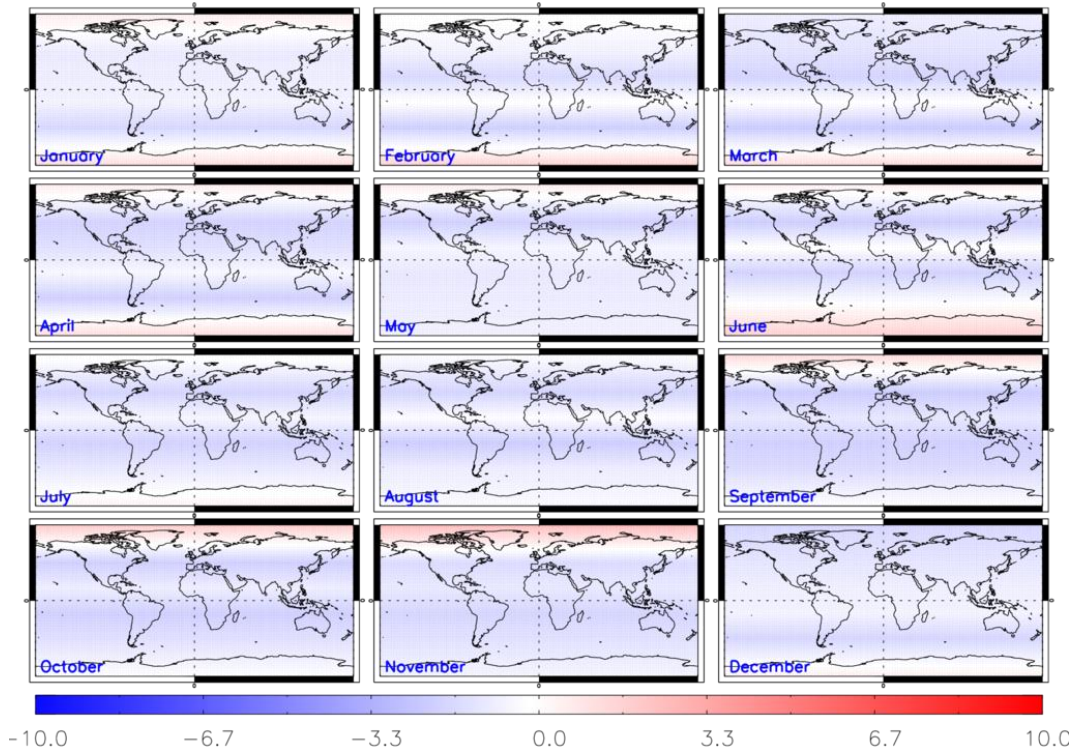 January
February
March
April
May
June
July
August
September
October
November
December
-10.0
-6.7
-3.3
0.0
3.3
6.7
10.0